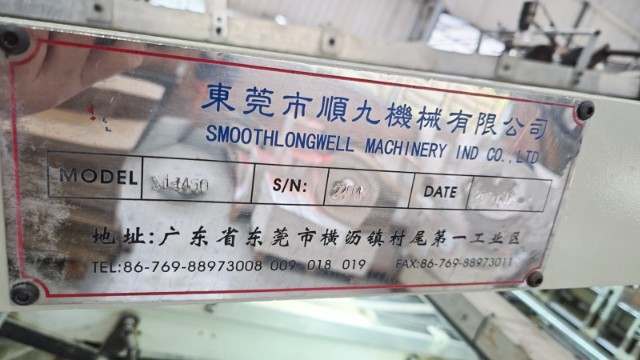 東莞市順九機械有限公司
SMOOTHLONGWELL MACHINERY IND CO.,LTD
MODEL S/N: DATE
地址:广东省东莞市横沥镇村尾第一工业区
TEL:86-769-88973008 009 018 019 FAX:86-769-88973011